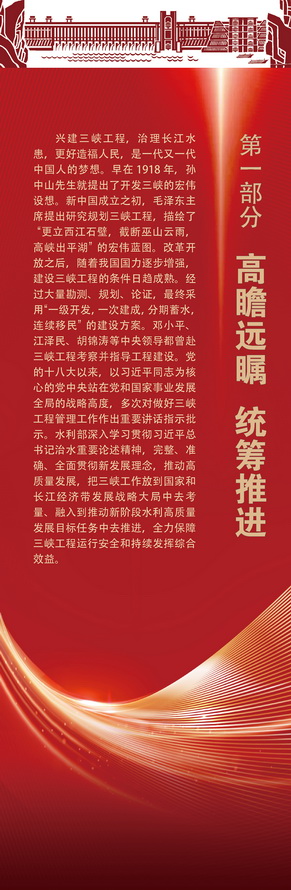 第一部分
高瞻远瞩 统筹推进
兴建三峡工程，治理长江水
患，更好造福人民，是一代又一代
中国人的梦想。早在 1918 年，孙
中山先生就提出了开发三峡的宏伟
设想。新中国成立之初，毛泽东主
席提出研究规划三峡工程，描绘了
“更立西江石壁，截断巫山云雨，
高峡出平湖” 的宏伟蓝图。改革开
放之后，随着我国国力逐步增强，
建设三峡工程的条件日趋成熟。经
过大量勘测、规划、论证，最终采
用“一级开发，一次建成，分期蓄水，
连续移民” 的建设方案。邓小平、
江泽民、胡锦涛等中央领导都曾赴
三峡工程考察并指导工程建设。党
的十八大以来，以习近平同志为核
心的党中央站在党和国家事业发展
全局的战略高度，多次对做好三峡
工程管理工作作出重要讲话指示批
示。水利部深入学习贯彻习近平总
书记治水重要论述精神，完整、准
确、全面贯彻新发展理念，推动高
质量发展，把三峡工作放到国家和
长江经济带发展战略大局中去考
量、融入到推动新阶段水利高质量
发展目标任务中去推进，全力保障
三峡工程运行安全和持续发挥综合
效益。